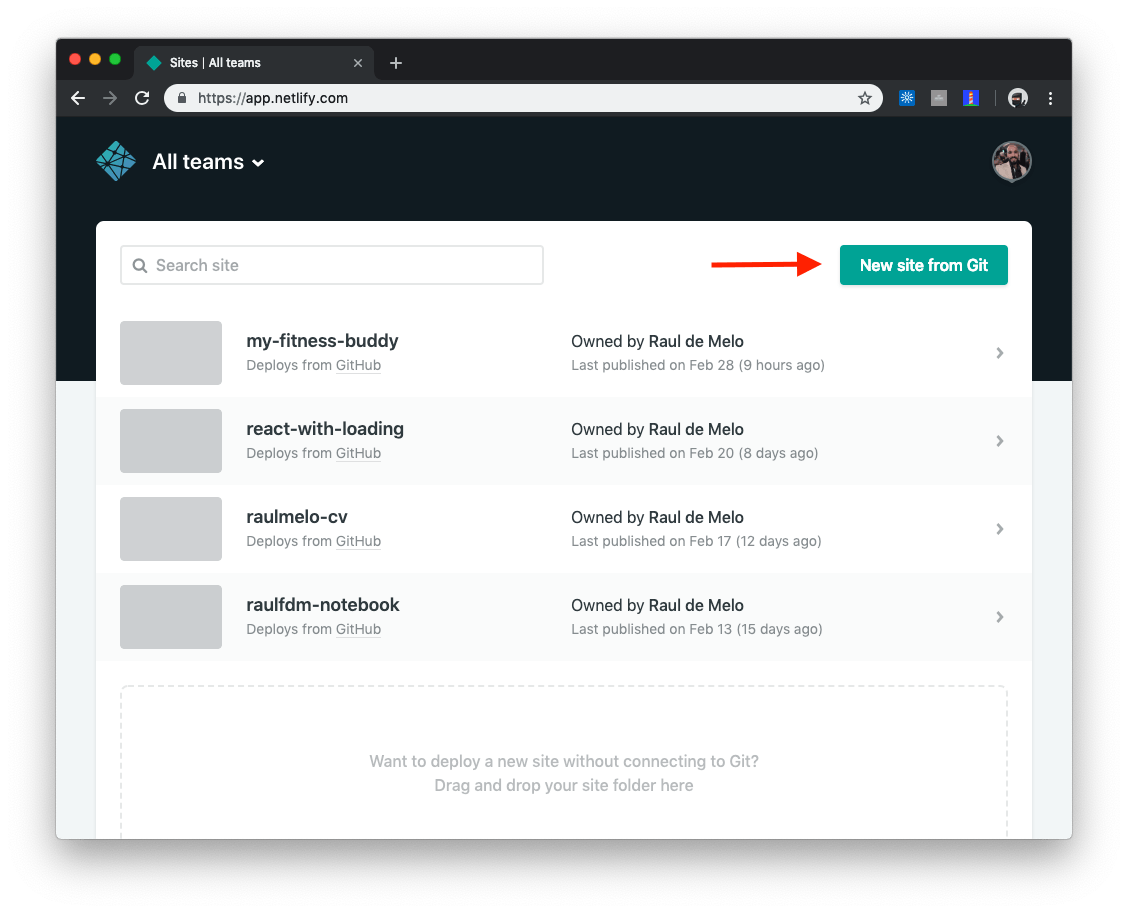 Sites | All teams
https://app.netlify.com
All teams
Search site
New site from Git
my-fitness-buddy
Owned by Raul de Melo
Deploys from GitHub
Last published on Feb 28 (9 hours ago)
react-with-loading
Owned by Raul de Melo
Deploys from GitHub
Last published on Feb 20 (8 days ago)
raulmelo-cv
Owned by Raul de Melo
Deploys from GitHub
Last published on Feb 17 (12 days ago)
raulfdm-notebook
Owned by Raul de Melo
Deploys from GitHub
Last published on Feb 13 (15 days ago)
Want to deploy a new site without connecting to Git?
Drag and drop your site folder here